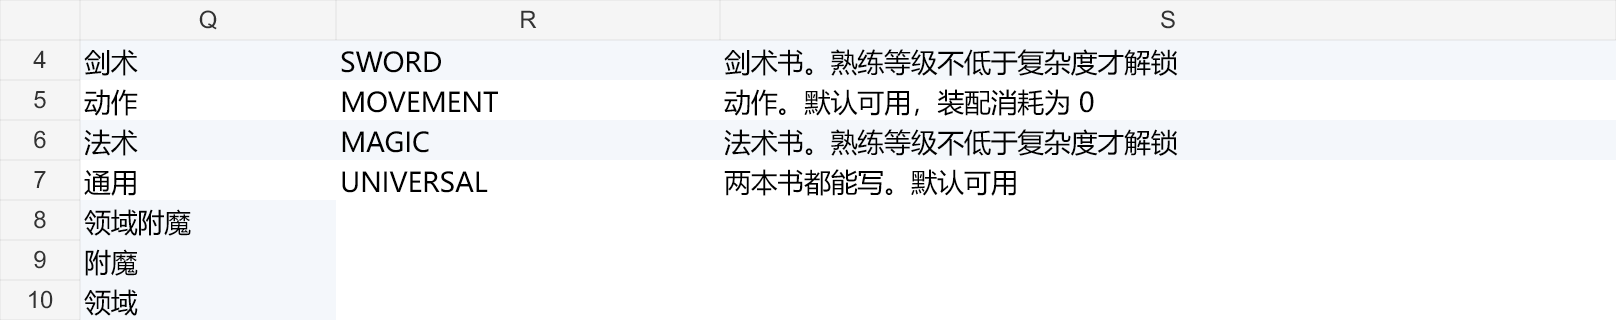 Q R S
4 剑术 SWORD 剑术书。熟练等级不低于复杂度才解锁
5 动作 MOVEMENT 动作。默认可用，装配消耗为 0
6 法术 MAGIC 法术书。熟练等级不低于复杂度才解锁
7 通用 UNIVERSAL 两本书都能写。默认可用
8 领域附魔
9 附魔
10 领域